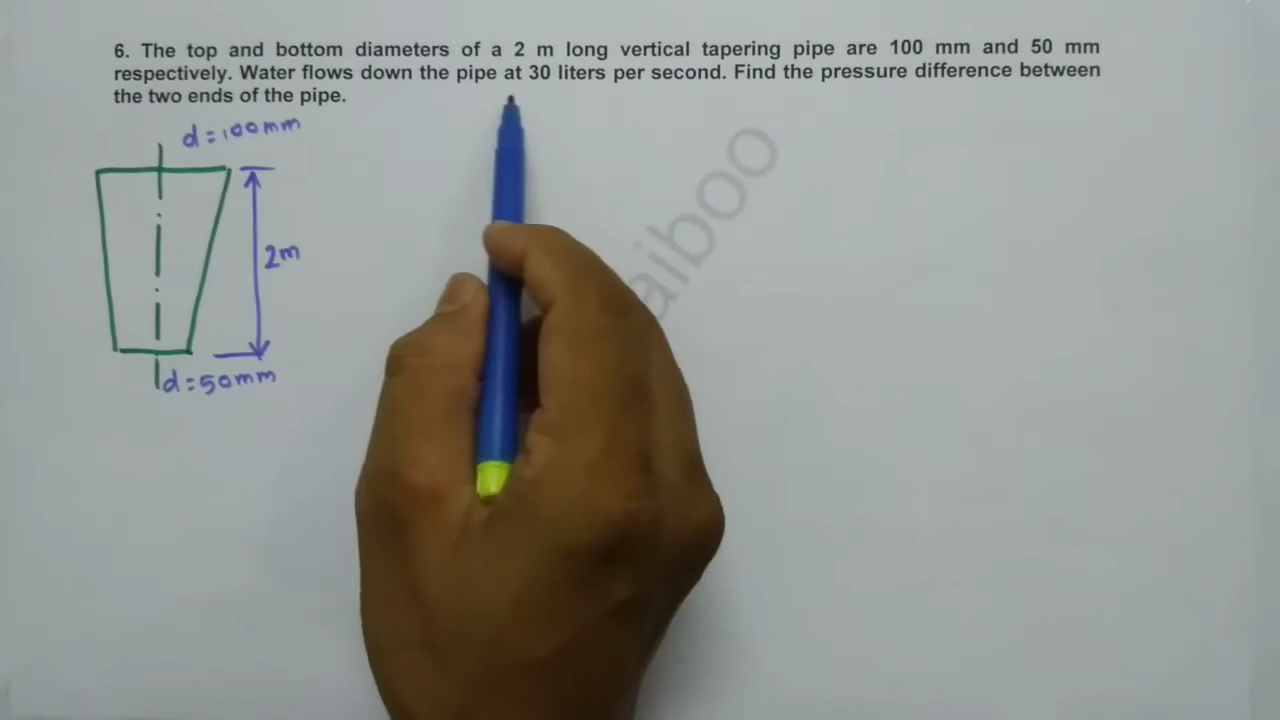 6. The top and bottom diameters of a 2 m long vertical tapering pipe are 100 mm and 50 mm
respectively. Water flows down the pipe at 30 liters per second. Find the pressure difference between
the two ends of the pipe.
d=100mm
2m
d=50mm